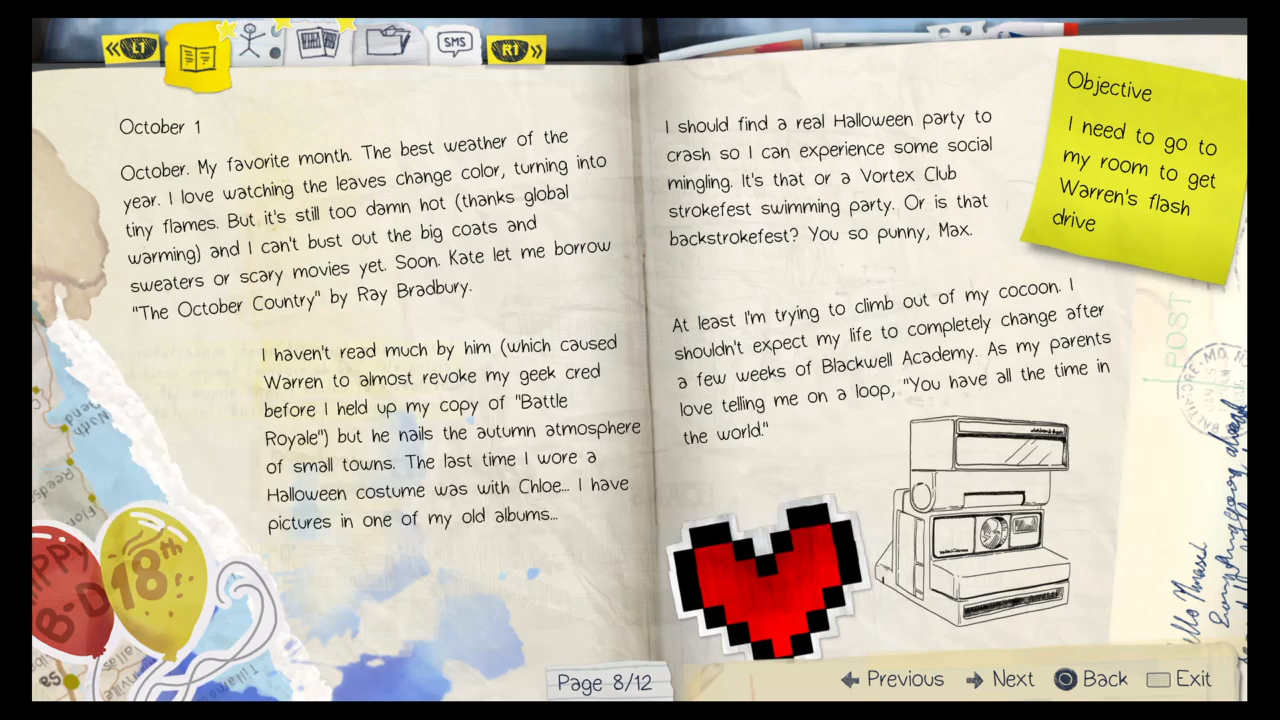 L1
SMS
R1
October 1
October. My favorite month. The best weather of the
year. I love watching the leaves change color, turning into
tiny flames. But it's still too damn hot (thanks global
warming) and I can't bust out the big coats and
sweaters or scary movies yet. Soon. Kate let me borrow
"The October Country" by Ray Bradbury.
I haven't read much by him (which caused
Warren to almost revoke my geek cred
before I held up my copy of "Battle
Royale") but he nails the autumn atmosphere
of small towns. The last time I wore a
Halloween costume was with Chloe... I have
pictures in one of my old albums...
I should find a real Halloween party to
crash so I can experience some social
mingling. It's that or a Vortex Club
strokefest swimming party. Or is that
backstrokefest? You so punny, Max.
At least I'm trying to climb out of my cocoon. I
shouldn't expect my life to completely change after
a few weeks of Blackwell Academy. As my parents
love telling me on a loop, "You have all the time in
the world."
Objective
I need to go to
my room to get
Warren's flash
drive
POST
18th
B-D
Page 8/12
Previous
Next
Back
Exit